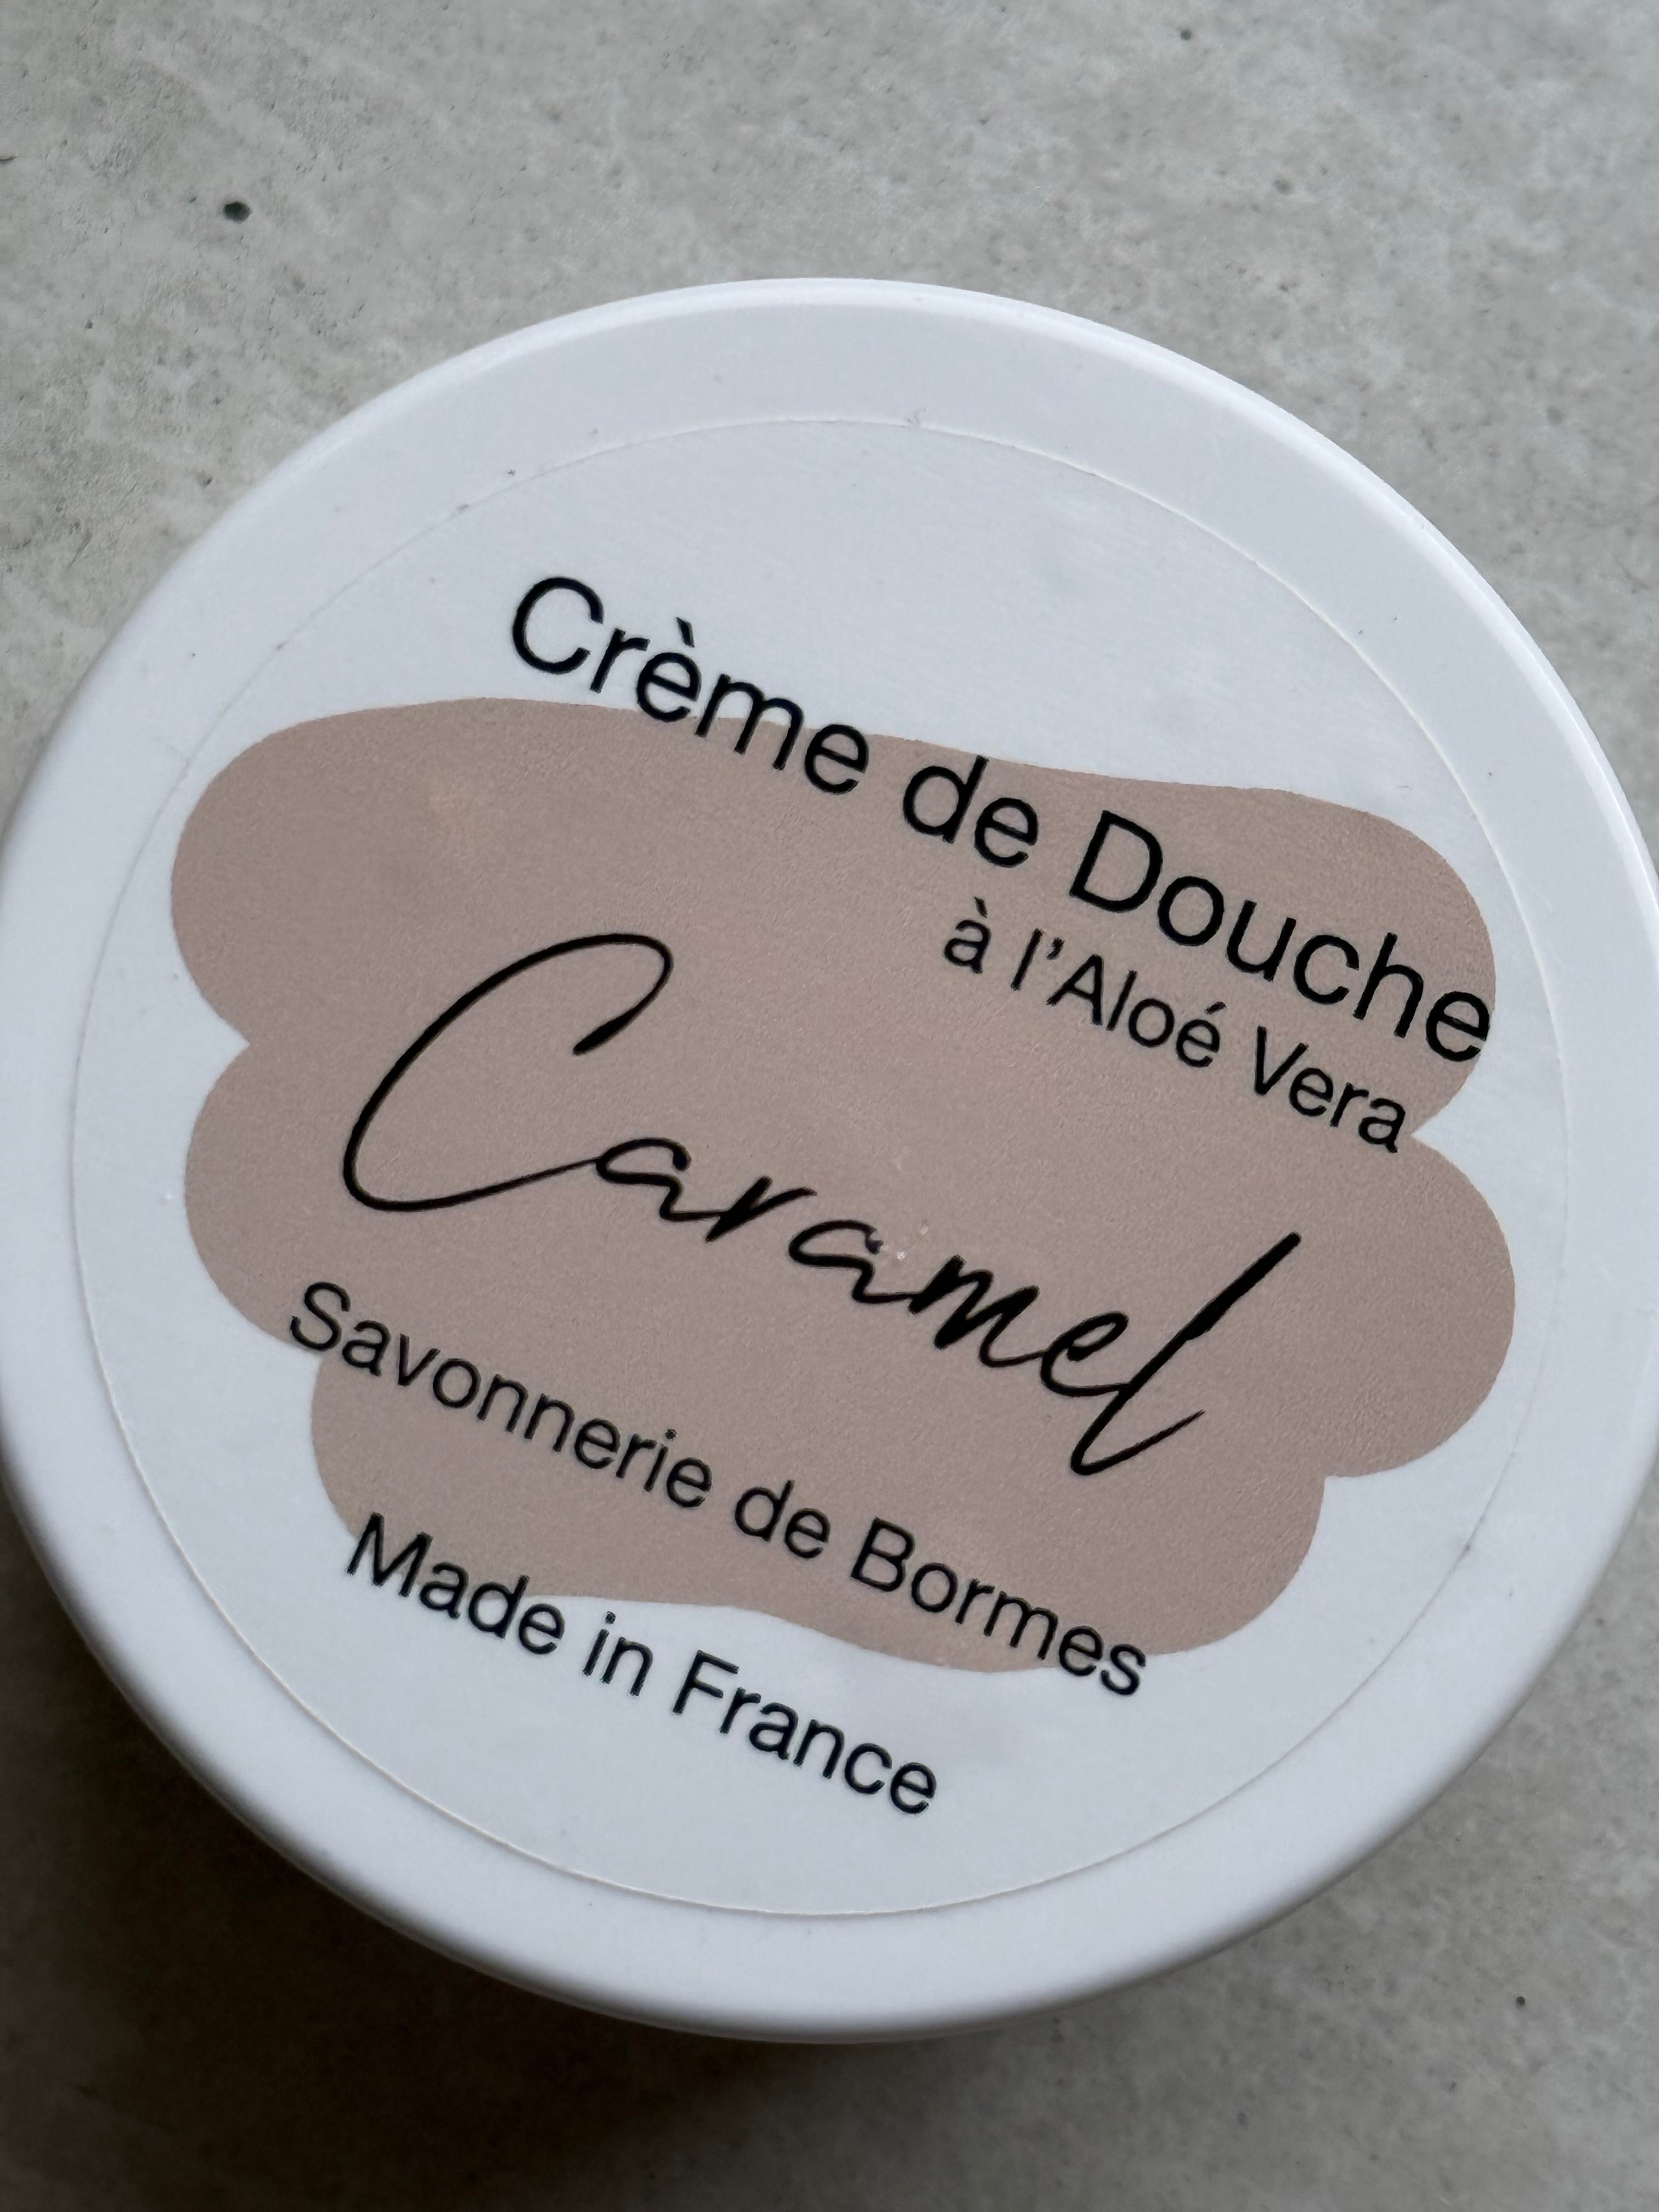 Crème de Douche
à l'Aloé Vera
Caramel
Savonnerie de Bormes
Made in France